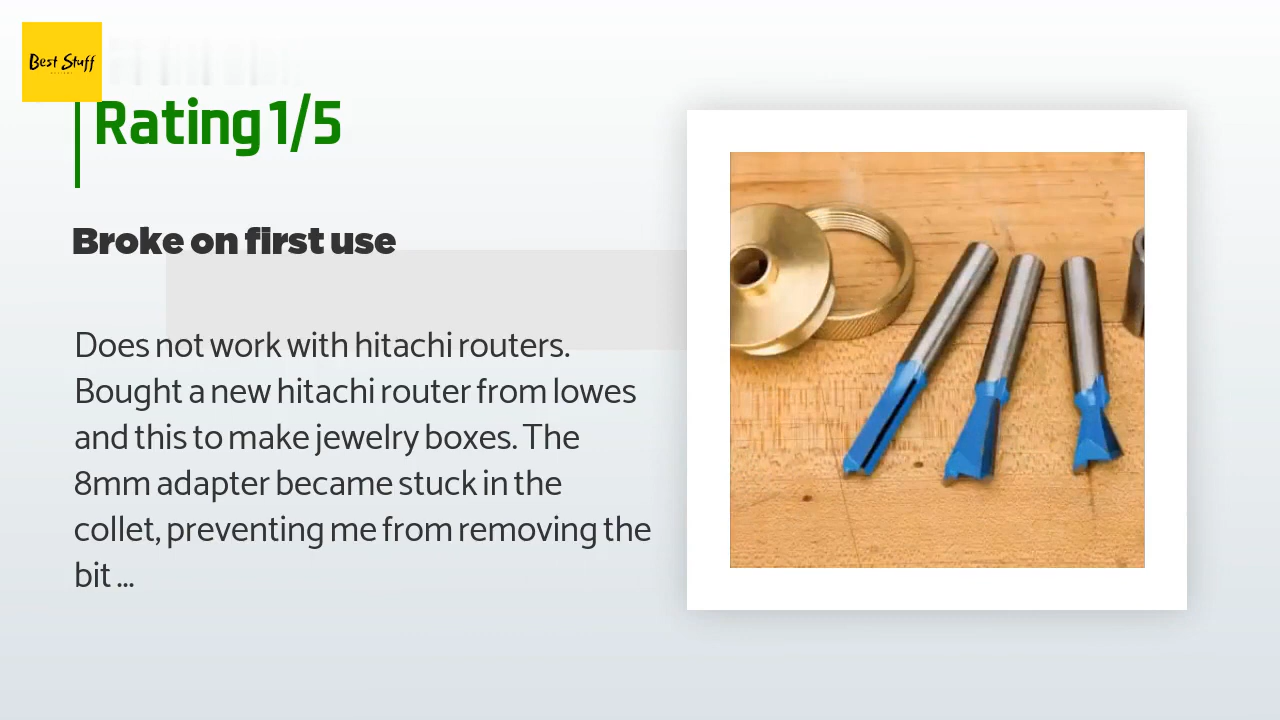 Best Stuff
Rating 1/5
Broke on first use
Does not work with hitachi routers.
Bought a new hitachi router from lowes
and this to make jewelry boxes. The
8mm adapter became stuck in the
collet, preventing me from removing the
bit ...